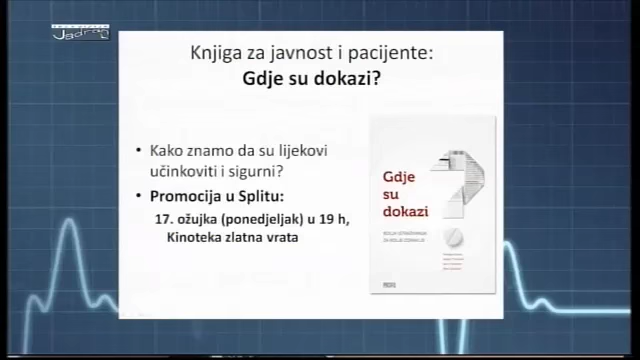 Jadran
Knjiga za javnost i pacijente:
Gdje su dokazi?
• Kako znamo da su lijekovi
učinkoviti i sigurni?
• Promocija u Splitu:
17. ožujka (ponedjeljak) u 19 h,
Kinoteka zlatna vrata
Gdje
su
dokazi